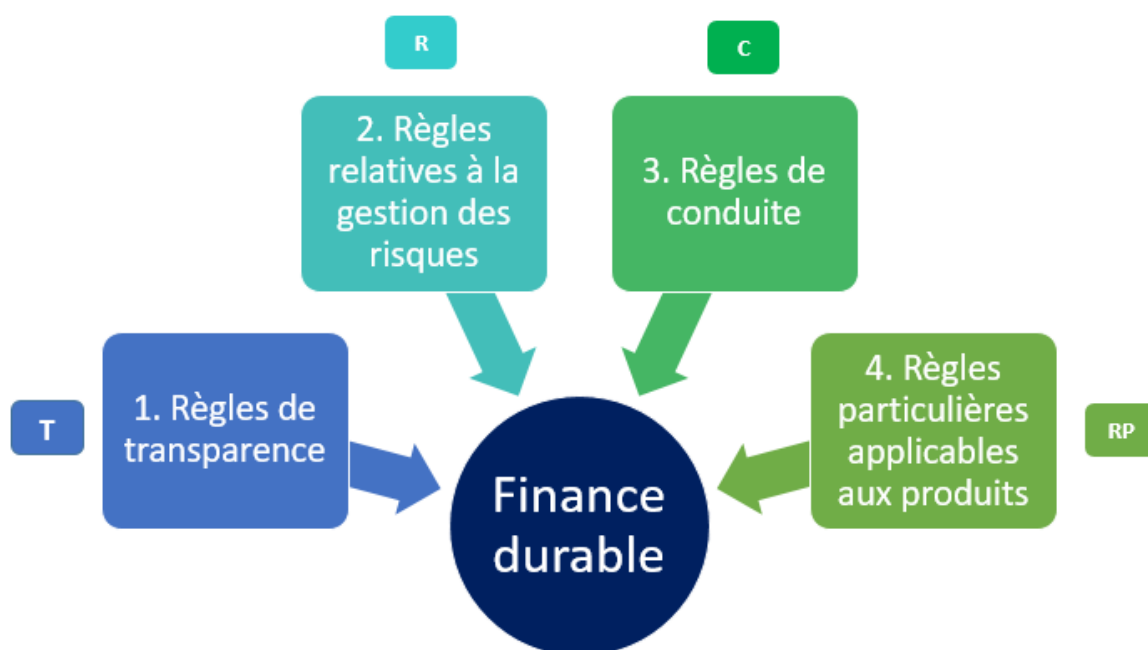 R
C
2. Règles
relatives à la
gestion des
risques
3. Règles de
conduite
T
1. Règles de
transparence
4. Règles
particulières
applicables
aux produits
RP
Finance
durable